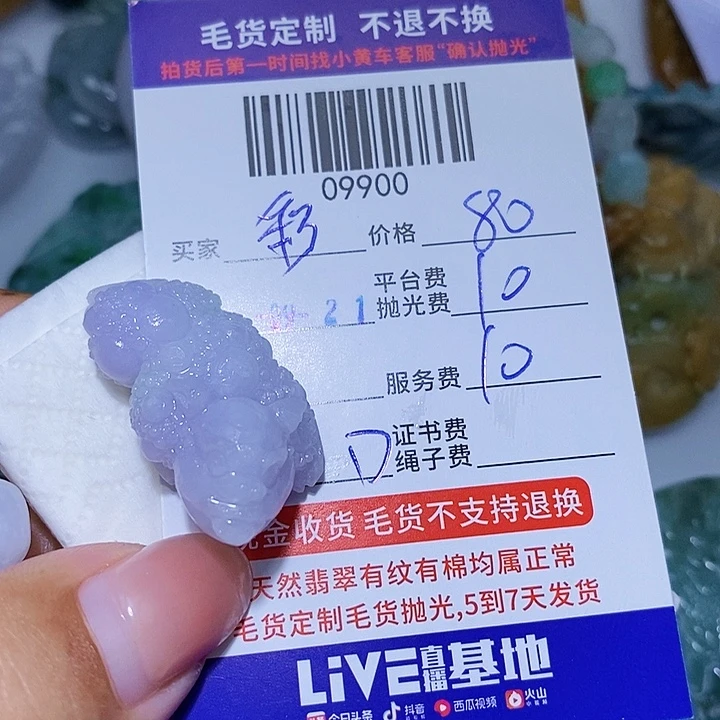 毛货定制 不退不换
拍货后第一时间找小黄车客服“确认抛光”
09900
买家 彩 价格 80
平台费
抛光费 10
-09- 21
服务费 10
D 证书费
绳子费
金收货 毛货不支持退换
天然翡翠有纹有棉均属正常
毛货定制毛货抛光,5到7天发货
LiVE直播基地
今日头条 抖音 西瓜视频 火山